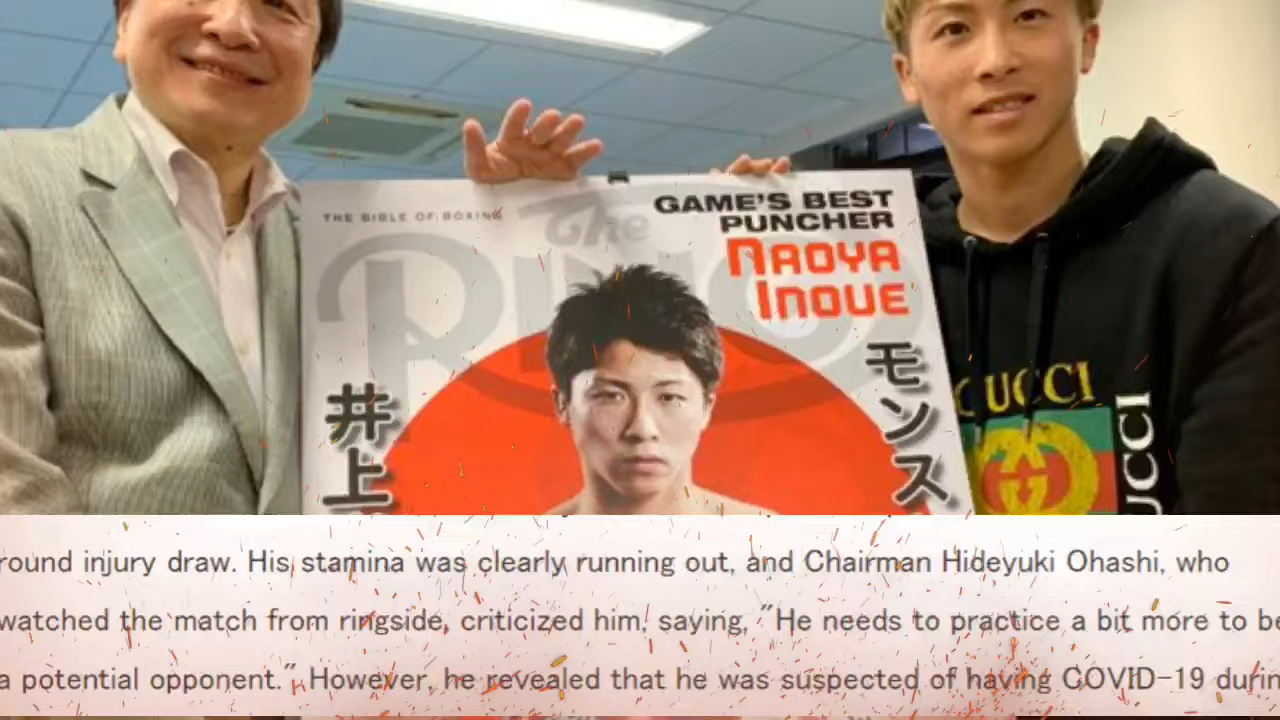 THE BIBLE OF BOXING
The
RING
GAME'S BEST
PUNCHER
NAOYA
INOUE
井上
モンス
GUCCI
UCCI
round injury draw. His stamina was clearly running out, and Chairman Hideyuki Ohashi, who
watched the match from ringside, criticized him, saying, "He needs to practice a bit more to be
a potential opponent." However, he revealed that he was suspected of having COVID-19 durin